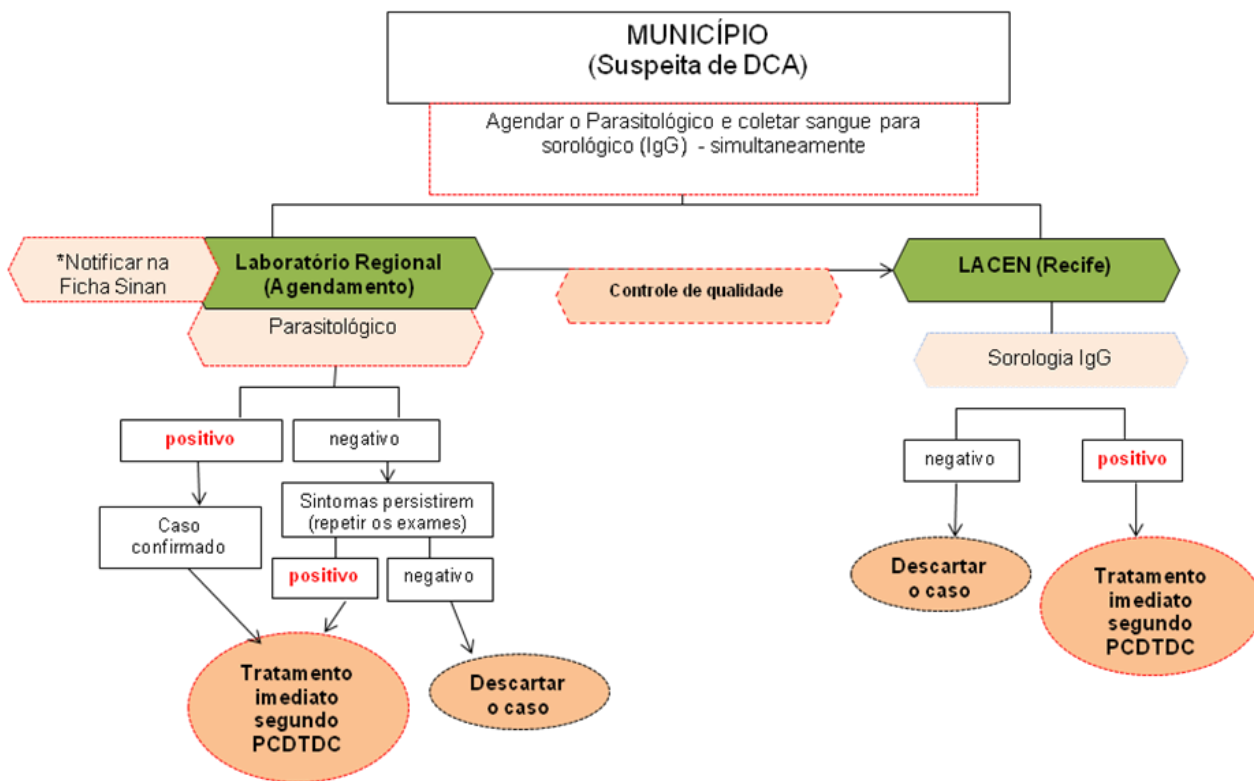 MUNICÍPIO
(Suspeita de DCA)
Agendar o Parasitológico e coletar sangue para
sorológico (IgG) - simultaneamente
*Notificar na
Ficha Sinan
Laboratório Regional
(Agendamento)
Parasitológico
Controle de qualidade
LACEN (Recife)
Sorologia IgG
positivo
negativo
Caso
confirmado
Sintomas persistirem
(repetir os exames)
positivo
negativo
Tratamento
imediato
segundo
PCDTDC
Descartar
o caso
negativo
positivo
Descartar
o caso
Tratamento
imediato
segundo
PCDTDC